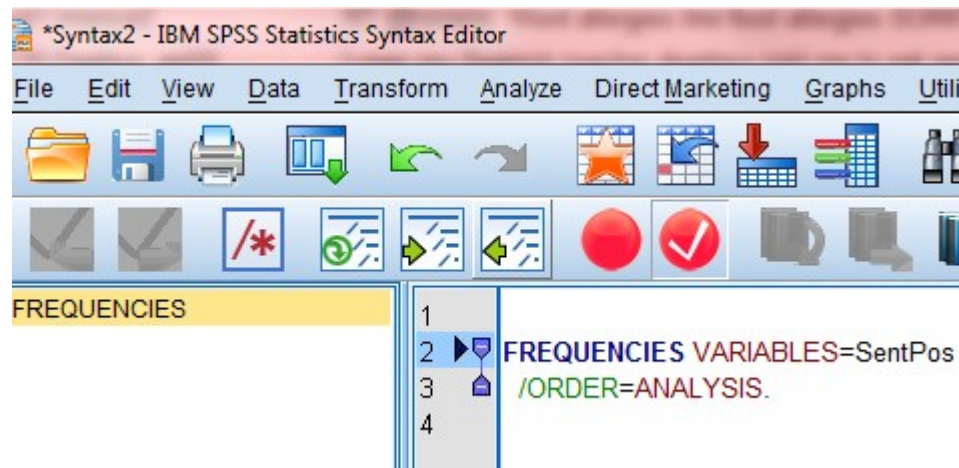 *Syntax2 - IBM SPSS Statistics Syntax Editor
File Edit View Data Transform Analyze Direct Marketing Graphs Utili
/*
FREQUENCIES
1
2 FREQUENCIES VARIABLES=SentPos
3 /ORDER=ANALYSIS.
4